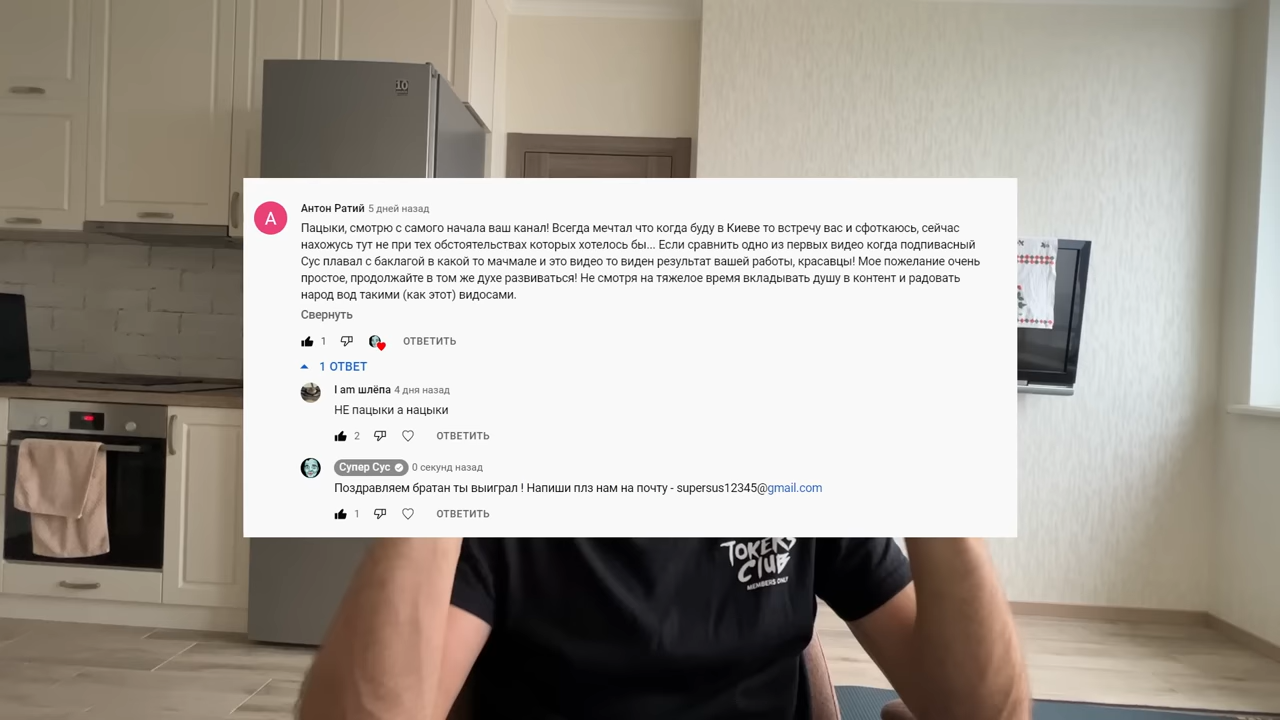 А
Антон Ратий 5 дней назад
Пацыки, смотрю с самого начала ваш канал! Всегда мечтал что когда буду в Киеве то встречу вас и сфоткаюсь, сейчас
нахожусь тут не при тех обстоятельствах которых хотелось бы... Если сравнить одно из первых видео когда подпивасный
Сус плавал с баклагой в какой то мачмале и это видео то виден результат вашей работы, красавцы! Мое пожелание очень
простое, продолжайте в том же духе развиваться! Не смотря на тяжелое время вкладывать душу в контент и радовать
народ вод такими (как этот) видосами.
Свернуть
1 ОТВЕТИТЬ
1 ОТВЕТ
I am шлёпа 4 дня назад
НЕ пацыки а нацыки
2 ОТВЕТИТЬ
Супер Сус 0 секунд назад
Поздравляем братан ты выиграл ! Напиши плз нам на почту - supersus12345@gmail.com
1 ОТВЕТИТЬ
TOKERS
CLUB
MEMBERS ONLY